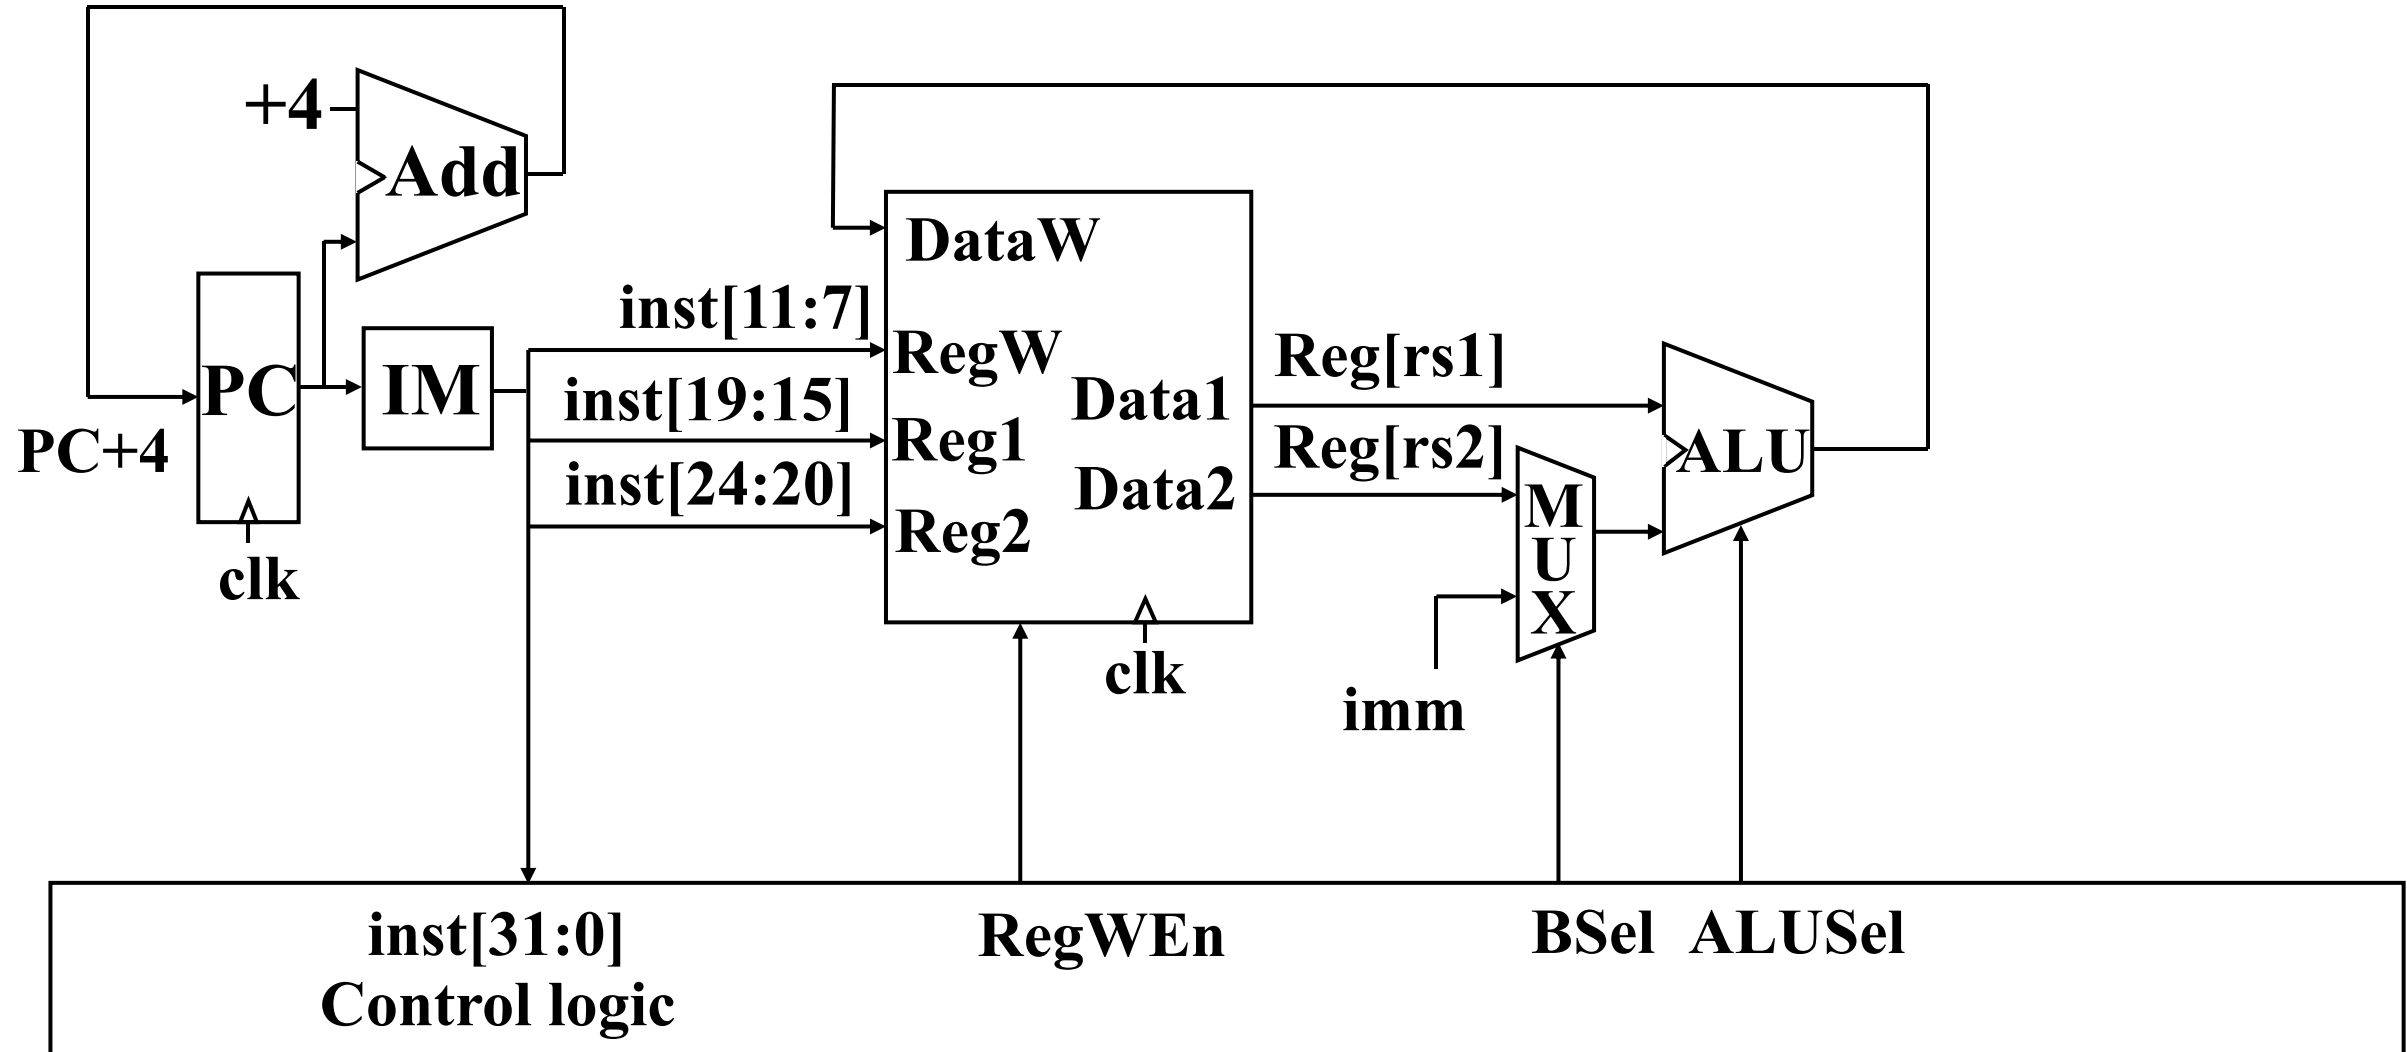 +4
Add
DataW
inst[11:7]
RegW
Reg[rs1]
PC
IM
inst[19:15]
Data1
Reg1
Reg[rs2]
ALU
PC+4
inst[24:20]
Data2
Reg2
M
U
X
clk
clk
imm
inst[31:0]
RegWEn
BSel
ALUSel
Control logic